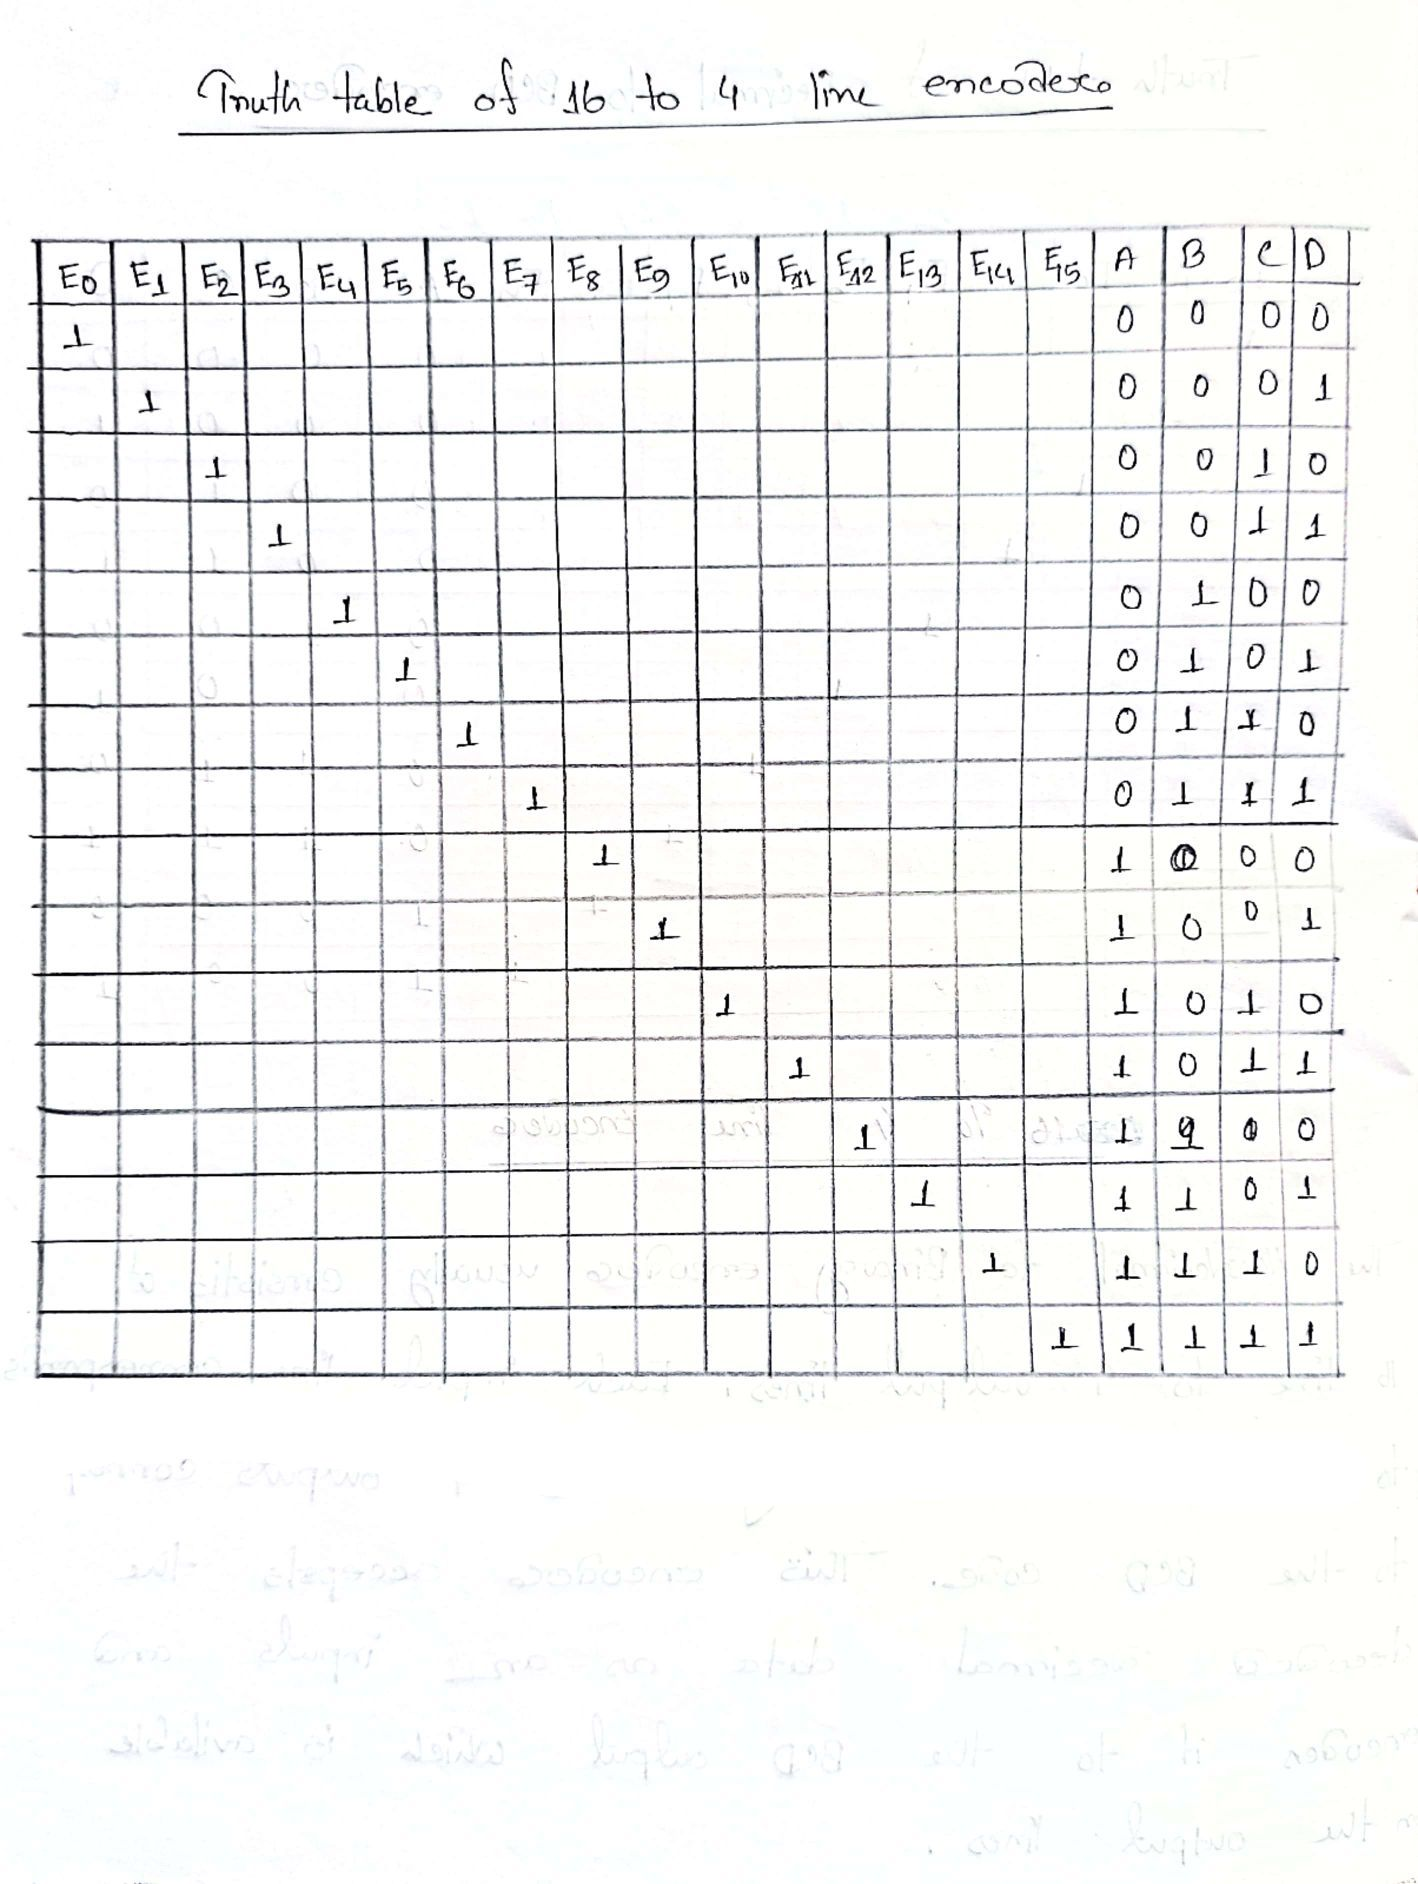 Truth table of 16 to 4 line encoder
E0 E1 E2 E3 E4 E5 E6 E7 E8 E9 E10 E11 E12 E13 E14 E15 A B C D
1 0 0 0 0
1 0 0 0 1
1 0 0 1 0
1 0 0 1 1
1 0 1 0 0
1 0 1 0 1
1 0 1 1 0
1 0 1 1 1
1 1 0 0 0
1 1 0 0 1
1 1 0 1 0
1 1 0 1 1
1 1 1 0 0
1 1 1 0 1
1 1 1 1 0
1 1 1 1 1